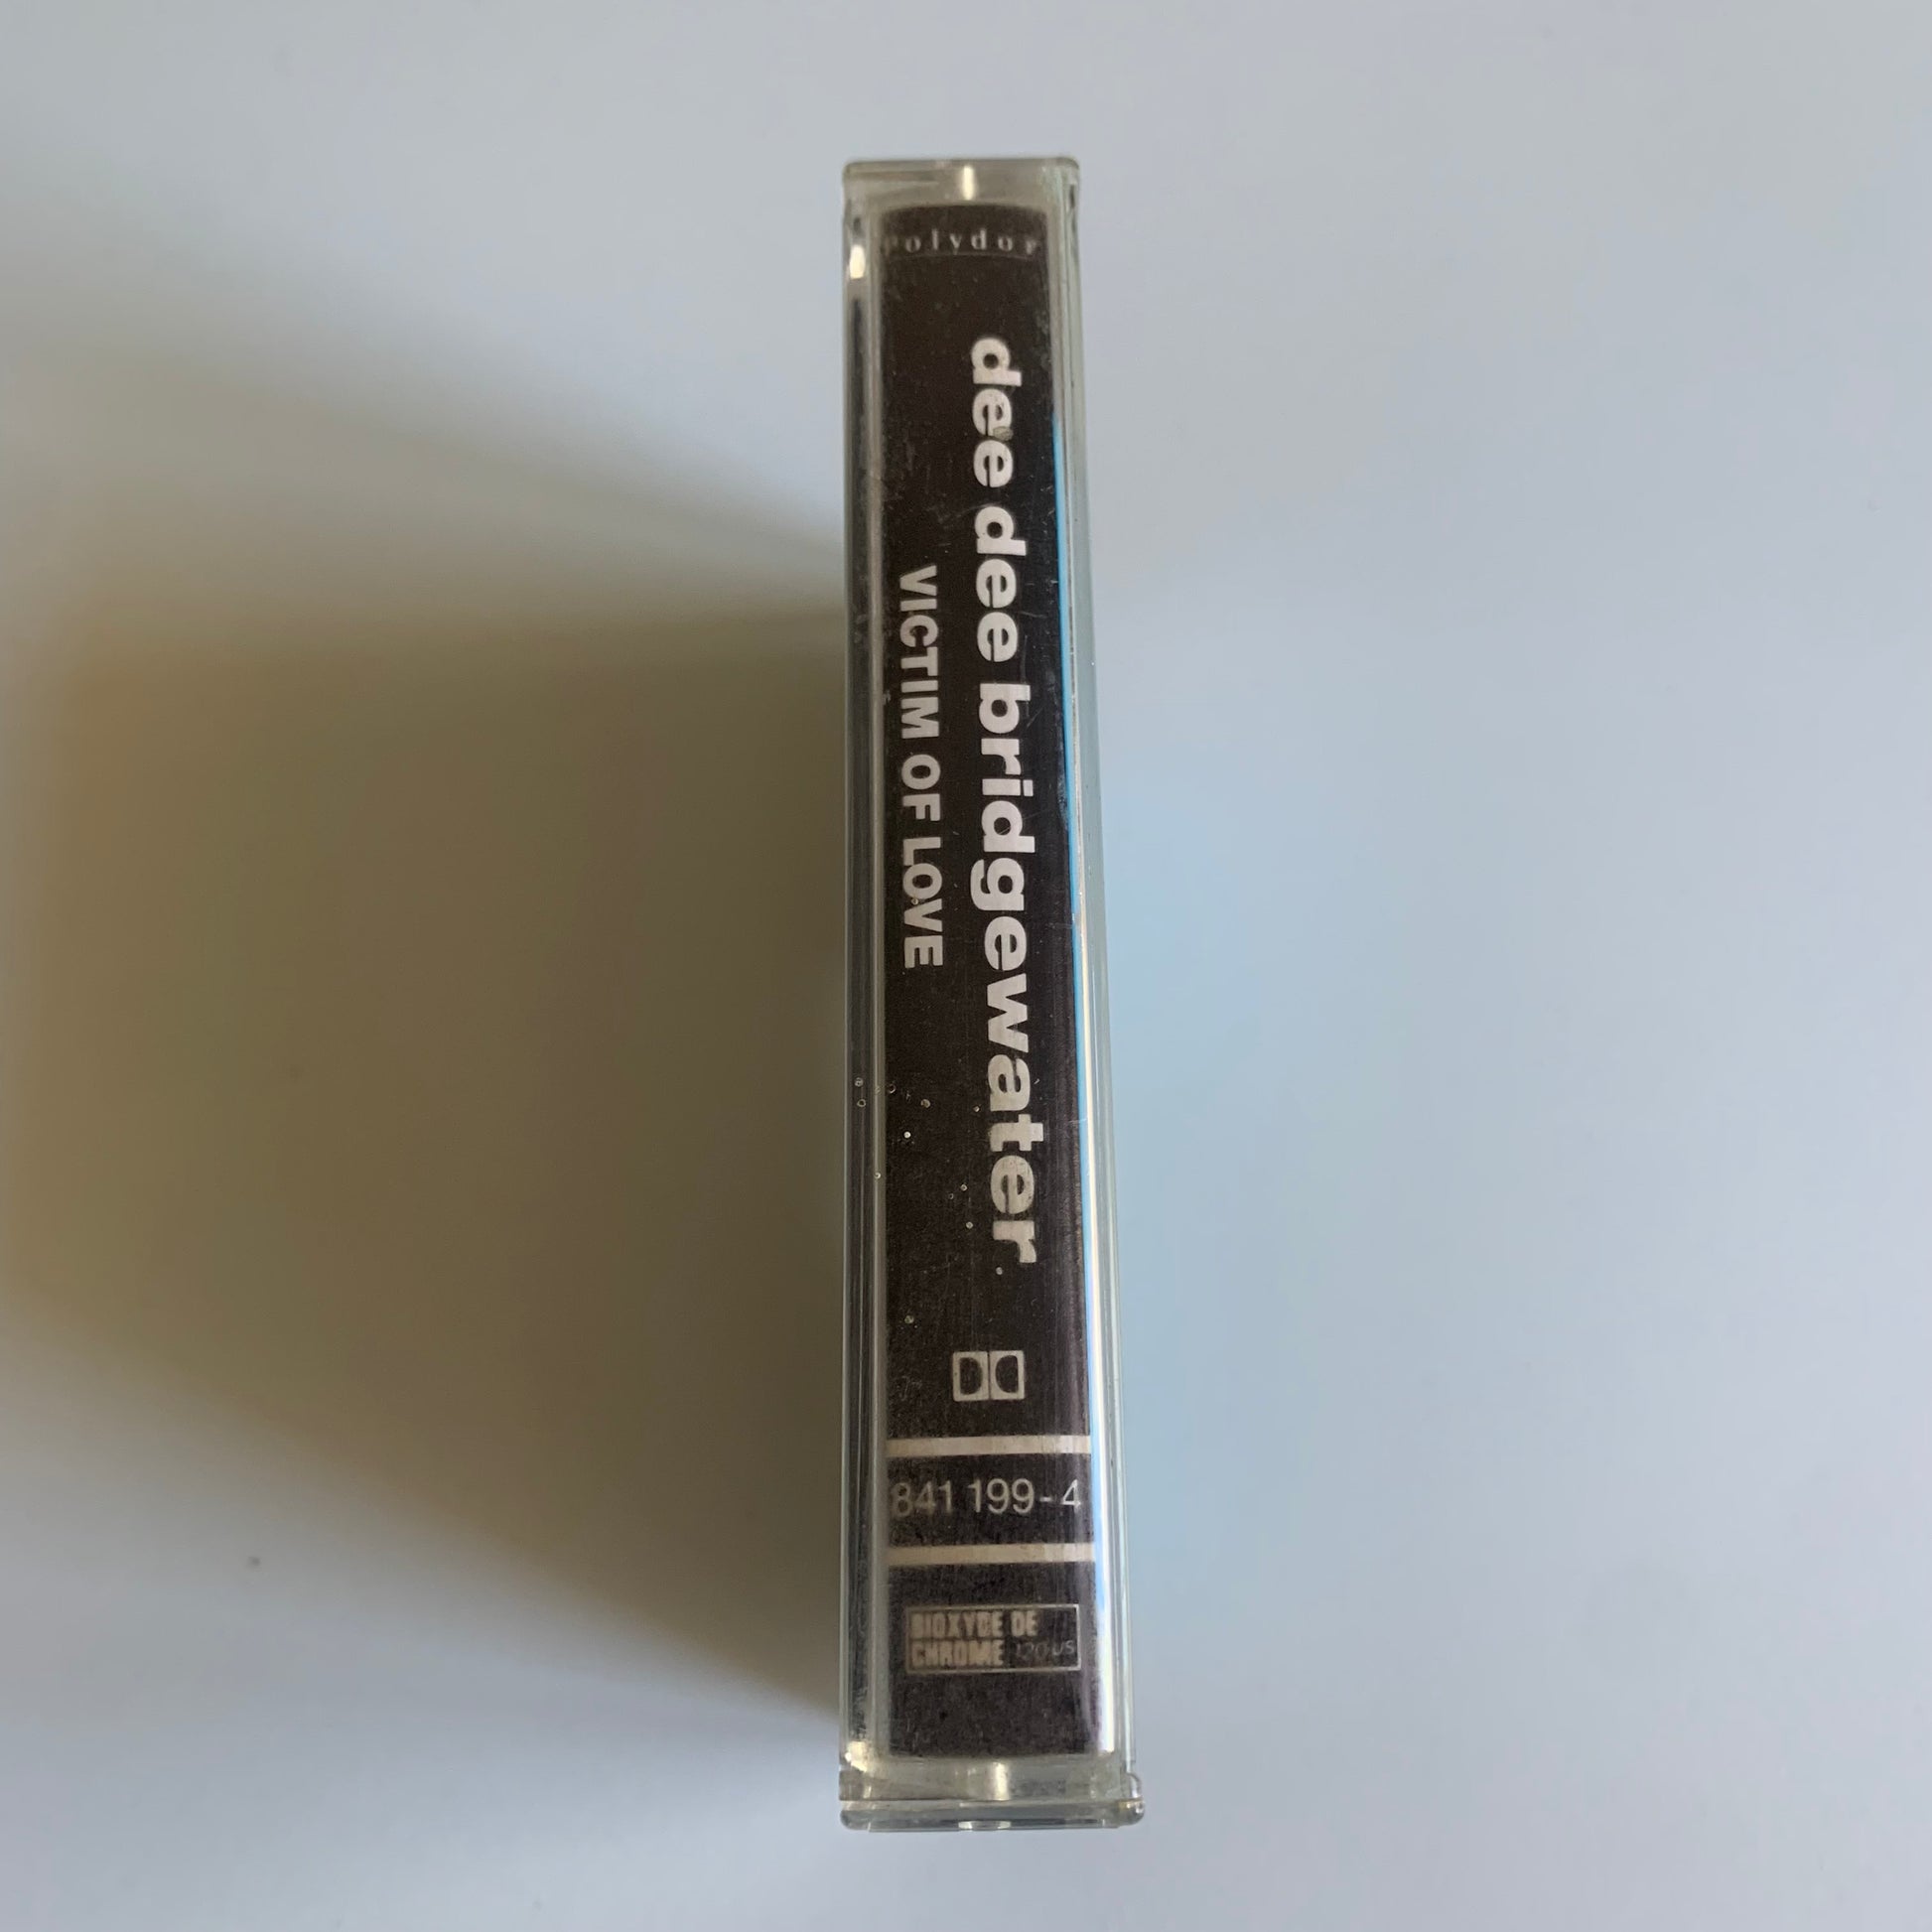 Polydor
dee dee bridgewater
VICTIM OF LOVE
841 199-4
BIOXYDE DE
CHROME 120 µS